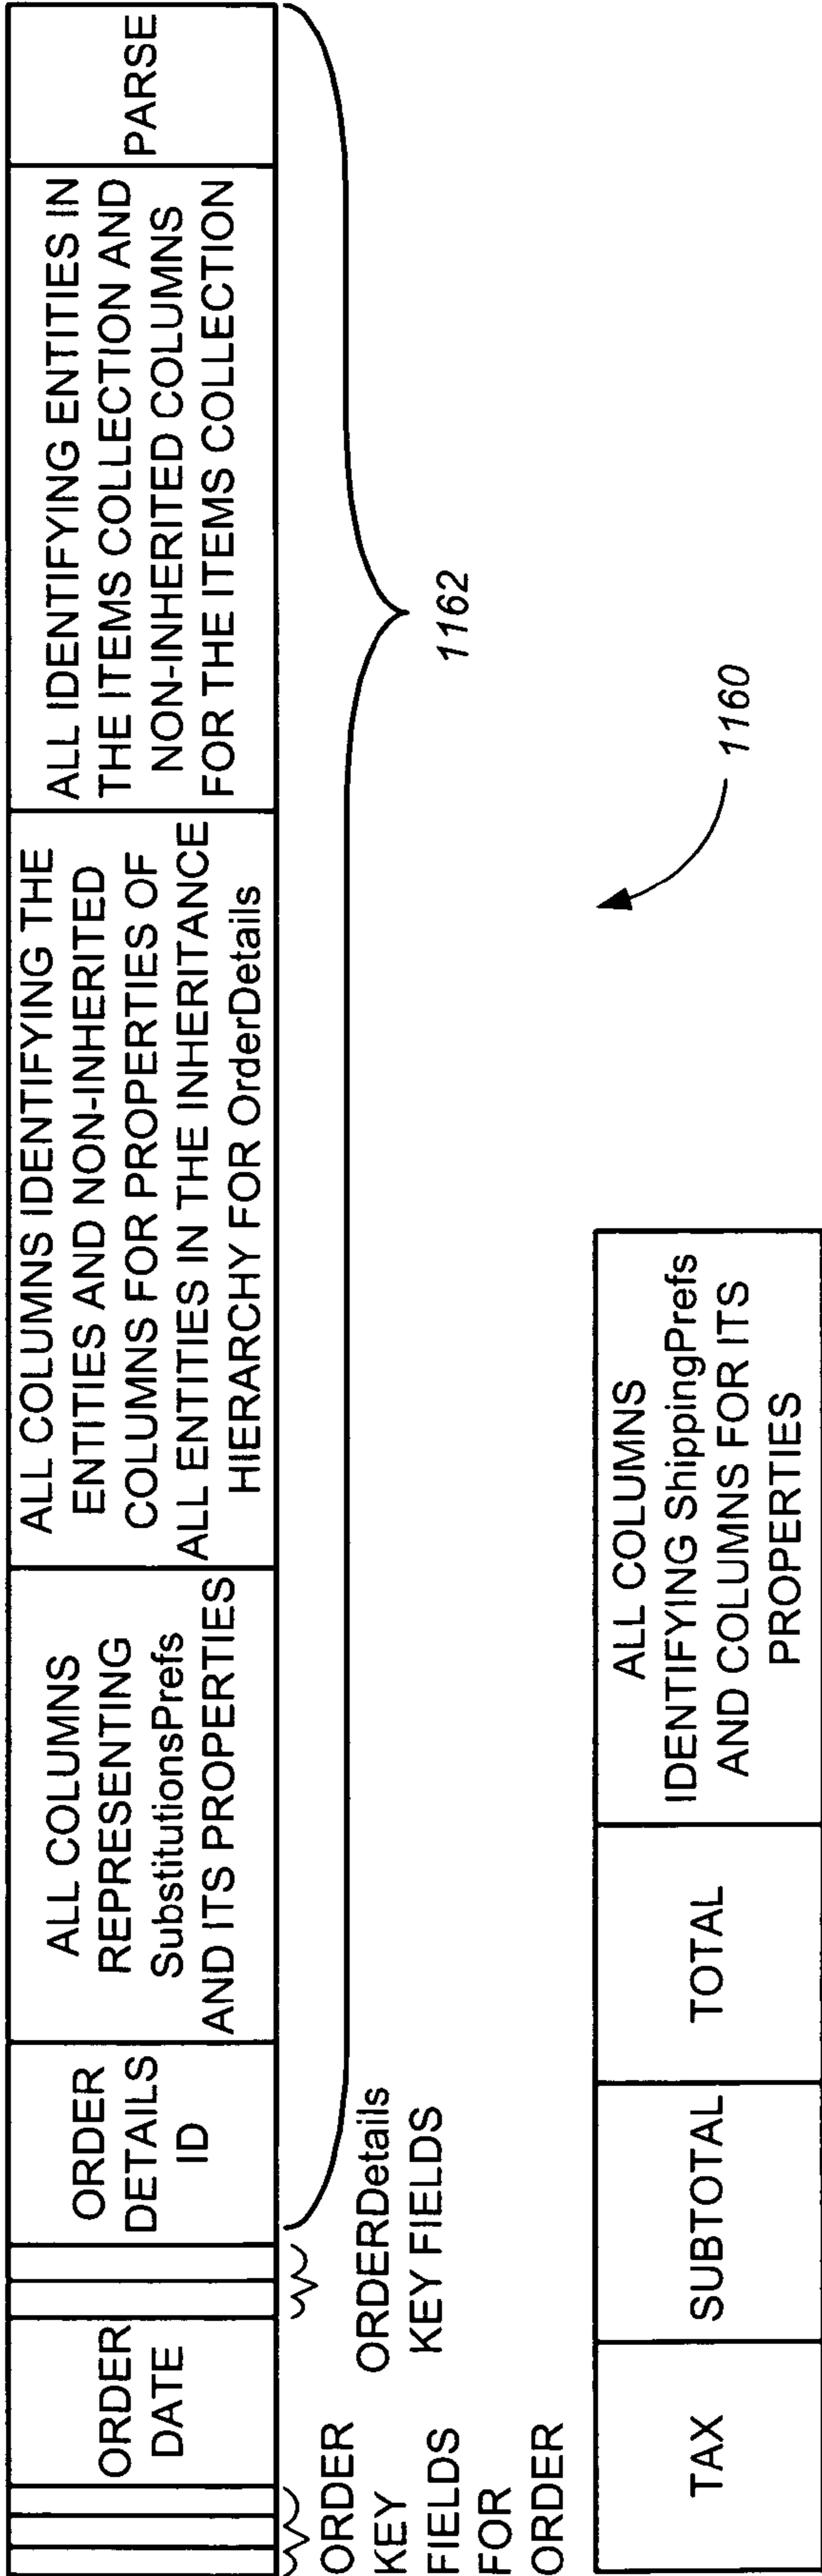 ORDER
DATE
ORDER
DETAILS
ID
ALL COLUMNS
REPRESENTING
SubstitutionsPrefs
AND ITS PROPERTIES
ALL COLUMNS IDENTIFYING THE
ENTITIES AND NON-INHERITED
COLUMNS FOR PROPERTIES OF
ALL ENTITIES IN THE INHERITANCE
HIERARCHY FOR OrderDetails
ALL IDENTIFYING ENTITIES IN
THE ITEMS COLLECTION AND
NON-INHERITED COLUMNS
FOR THE ITEMS COLLECTION
PARSE
ORDER
KEY
FIELDS
FOR
ORDER
ORDERDetails
KEY FIELDS
1162
TAX
SUBTOTAL
TOTAL
ALL COLUMNS
IDENTIFYING ShippingPrefs
AND COLUMNS FOR ITS
PROPERTIES
1160